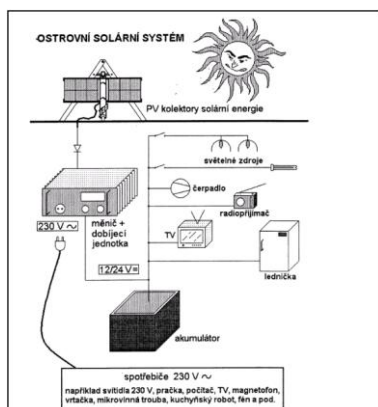 OSTROVNÍ SOLÁRNÍ SYSTÉM
PV kolektory solární energie
světelné zdroje
čerpadlo
radiopřijímač
230 V ~
měnič +
dobíjecí
jednotka
TV
lednička
12/24 V=
akumulátor
spotřebiče 230 V ~
například svítidla 230 V, pračka, počítač, TV, magnetofon,
vrtačka, mikrovinná trouba, kuchyňský robot, fén a pod.